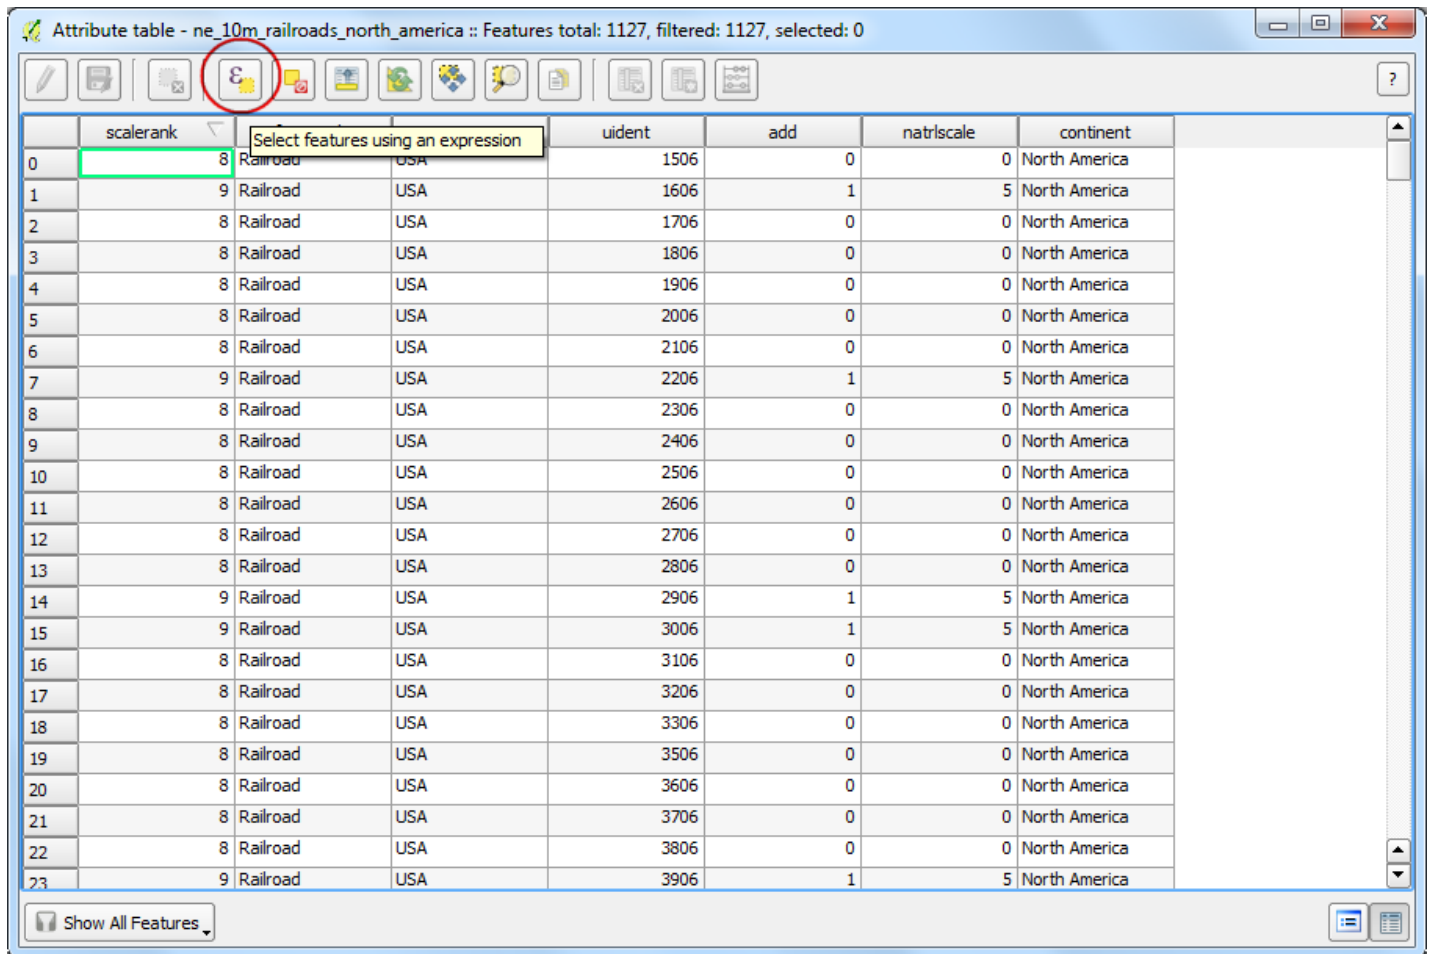 Attribute table - ne_10m_railroads_north_america :: Features total: 1127, filtered: 1127, selected: 0
ε ?
scalerank uident add natrlscale continent
Select features using an expression
0 8 Railroad USA 1506 0 0 North America
1 9 Railroad USA 1606 1 5 North America
2 8 Railroad USA 1706 0 0 North America
3 8 Railroad USA 1806 0 0 North America
4 8 Railroad USA 1906 0 0 North America
5 8 Railroad USA 2006 0 0 North America
6 8 Railroad USA 2106 0 0 North America
7 9 Railroad USA 2206 1 5 North America
8 8 Railroad USA 2306 0 0 North America
9 8 Railroad USA 2406 0 0 North America
10 8 Railroad USA 2506 0 0 North America
11 8 Railroad USA 2606 0 0 North America
12 8 Railroad USA 2706 0 0 North America
13 8 Railroad USA 2806 0 0 North America
14 9 Railroad USA 2906 1 5 North America
15 9 Railroad USA 3006 1 5 North America
16 8 Railroad USA 3106 0 0 North America
17 8 Railroad USA 3206 0 0 North America
18 8 Railroad USA 3306 0 0 North America
19 8 Railroad USA 3506 0 0 North America
20 8 Railroad USA 3606 0 0 North America
21 8 Railroad USA 3706 0 0 North America
22 8 Railroad USA 3806 0 0 North America
23 9 Railroad USA 3906 1 5 North America
Show All Features